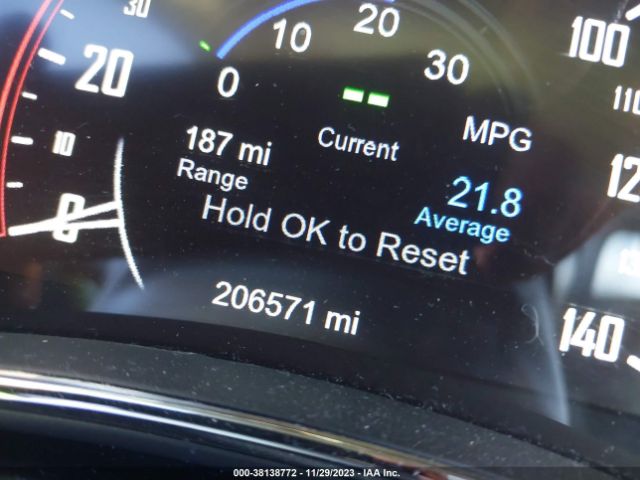 30
20
10
0
0
10
20
30
187 mi
Range
Current
MPG
21.8
Average
Hold OK to Reset
206571 mi
100
110
140
000-38138772 - 11/29/2023 - IAA Inc.